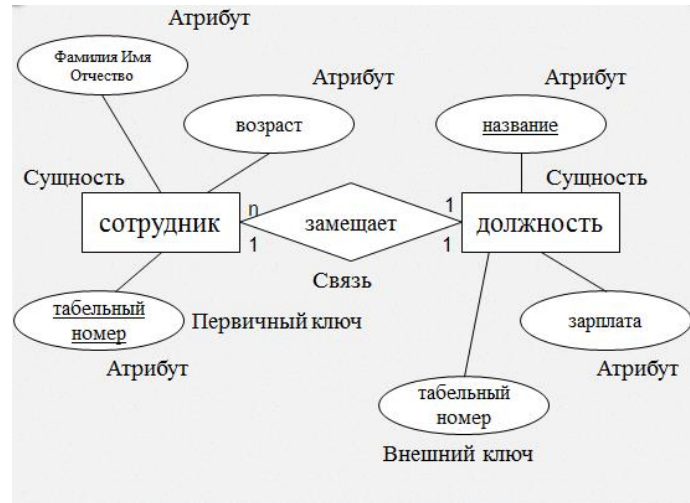 Атрибут
Фамилия Имя
Отчество
Атрибут
Атрибут
возраст
название
Сущность
Сущность
сотрудник
n
1
замещает
1
1
должность
Связь
табельный
номер
Первичный ключ
зарплата
Атрибут
Атрибут
табельный
номер
Внешний ключ